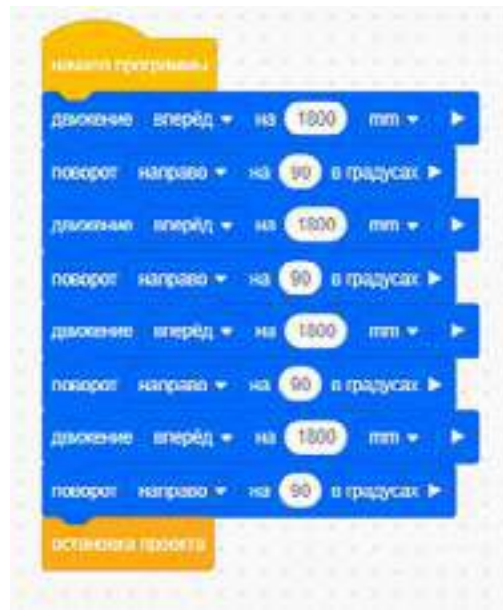 начало программы
движение вперёд на 1800 mm
поворот направо на 90 в градусах
движение вперёд на 1800 mm
поворот направо на 90 в градусах
движение вперёд на 1800 mm
поворот направо на 90 в градусах
движение вперёд на 1800 mm
поворот направо на 90 в градусах
остановка проекта